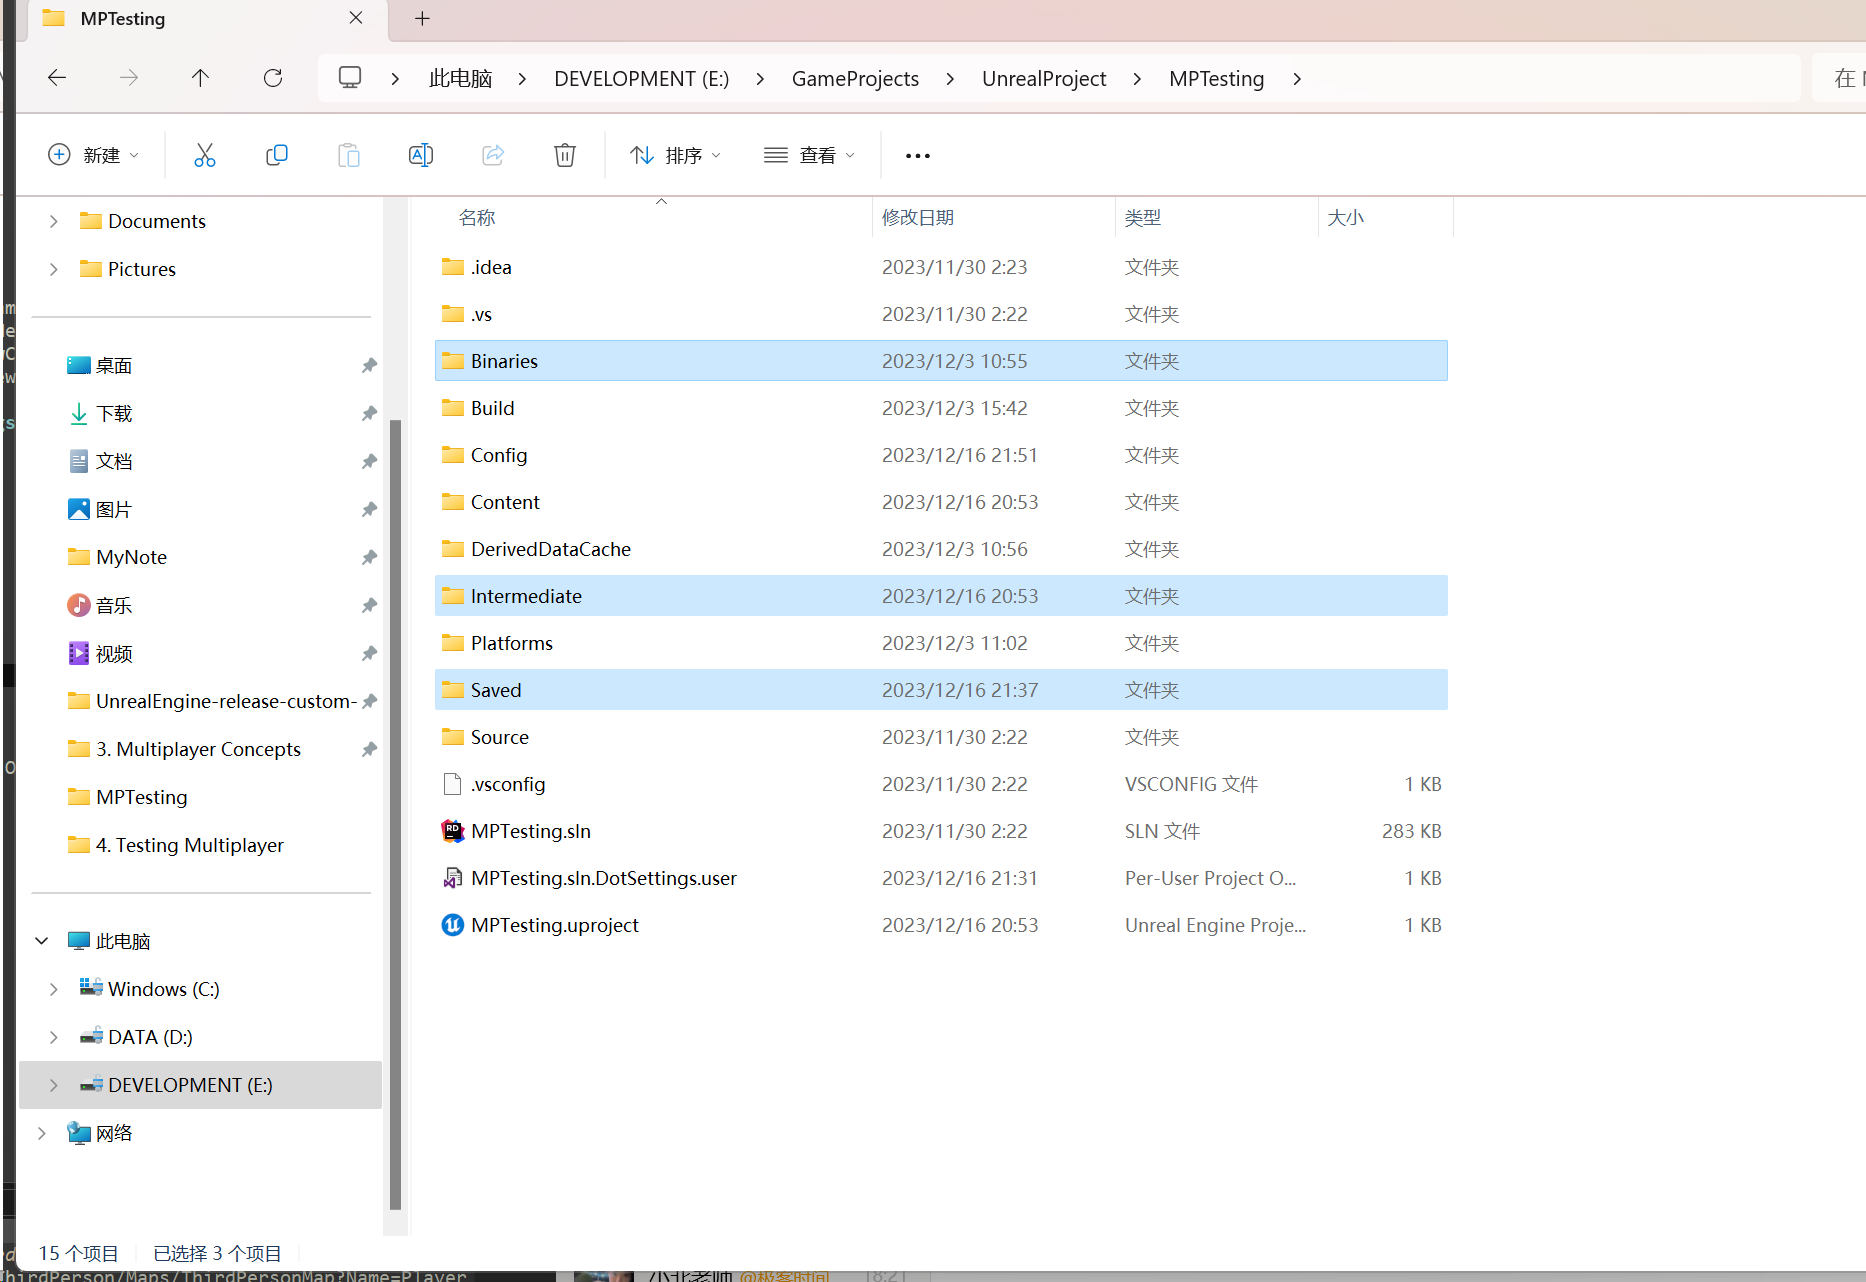 MPTesting
此电脑 DEVELOPMENT (E:) GameProjects UnrealProject MPTesting
在
新建 排序 查看
名称 修改日期 类型 大小
Documents
Pictures
桌面
下载
文档
图片
MyNote
音乐
视频
UnrealEngine-release-custom-
3. Multiplayer Concepts
MPTesting
4. Testing Multiplayer
此电脑
Windows (C:)
DATA (D:)
DEVELOPMENT (E:)
网络
.idea 2023/11/30 2:23 文件夹
.vs 2023/11/30 2:22 文件夹
Binaries 2023/12/3 10:55 文件夹
Build 2023/12/3 15:42 文件夹
Config 2023/12/16 21:51 文件夹
Content 2023/12/16 20:53 文件夹
DerivedDataCache 2023/12/3 10:56 文件夹
Intermediate 2023/12/16 20:53 文件夹
Platforms 2023/12/3 11:02 文件夹
Saved 2023/12/16 21:37 文件夹
Source 2023/11/30 2:22 文件夹
.vsconfig 2023/11/30 2:22 VSCONFIG 文件 1 KB
MPTesting.sln 2023/11/30 2:22 SLN 文件 283 KB
MPTesting.sln.DotSettings.user 2023/12/16 21:31 Per-User Project O... 1 KB
MPTesting.uproject 2023/12/16 20:53 Unreal Engine Proje... 1 KB
15 个项目 已选择 3 个项目
ThirdPerson/Maps/ThirdPersonMap?Name=Player
小北老师 @极客时间 18:21